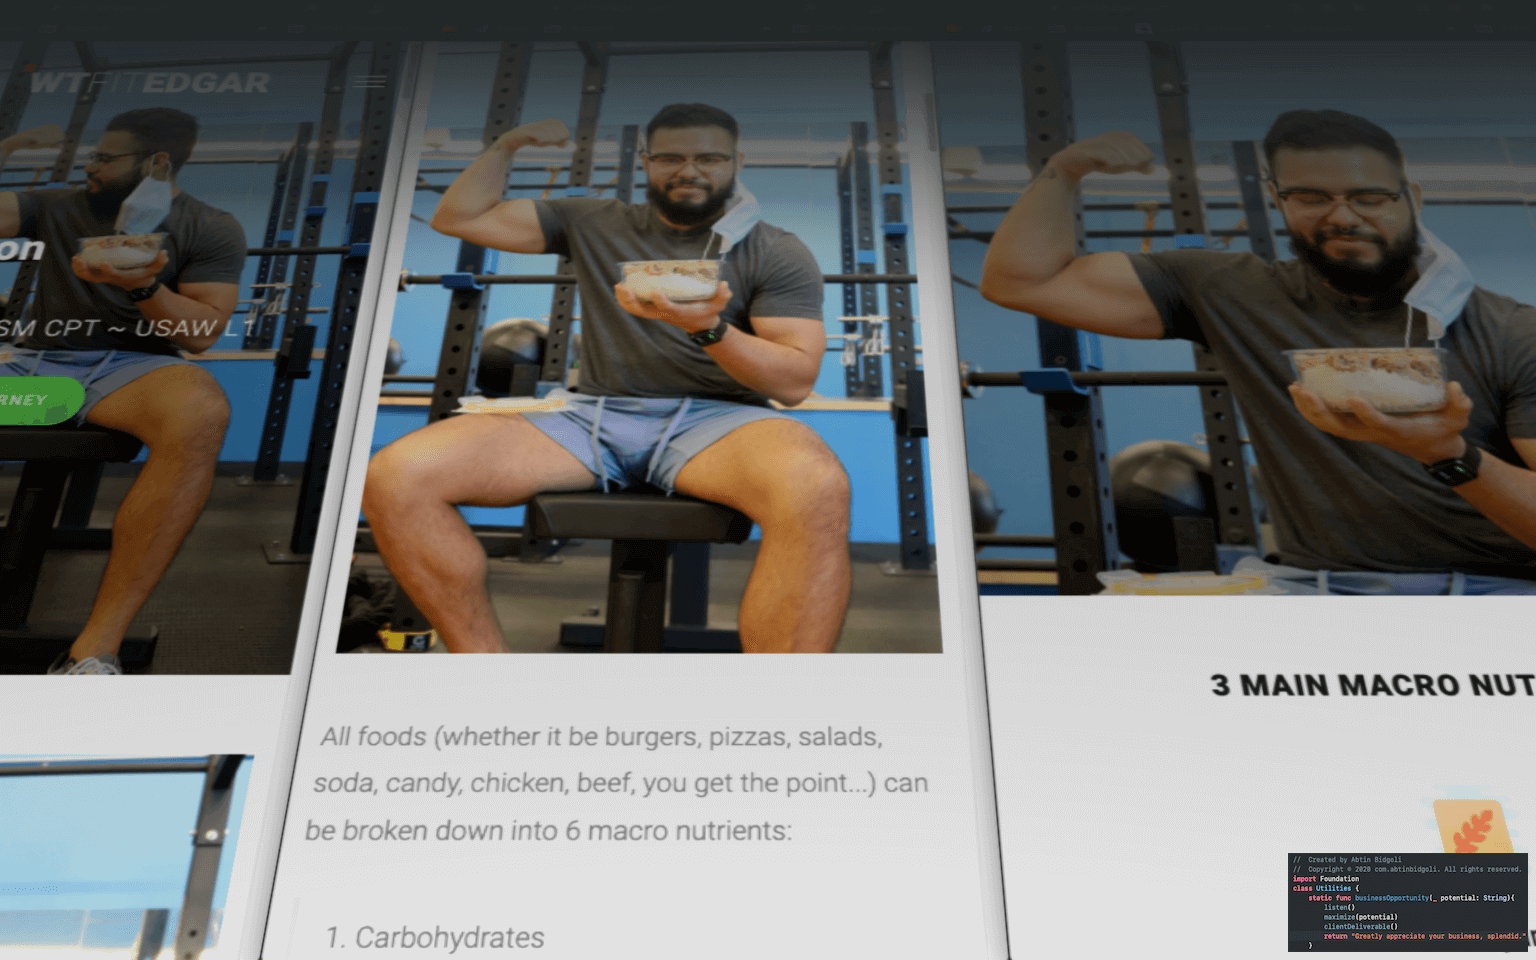 WTFITEDGAR
on
SM CPT ~ USAW L1
RNEY
All foods (whether it be burgers, pizzas, salads,
soda, candy, chicken, beef, you get the point...) can
be broken down into 6 macro nutrients:
1. Carbohydrates
3 MAIN MACRO NUT
// Created by Abtin Bidgoli
// Copyright © 2020 com.abtinbidgoli. All rights reserved.
import Foundation
class Utilities {
static func businessOpportunity(_ potential: String){
listen()
maximize(potential)
clientDeliverable()
return "Greatly appreciate your business, splendid."
}